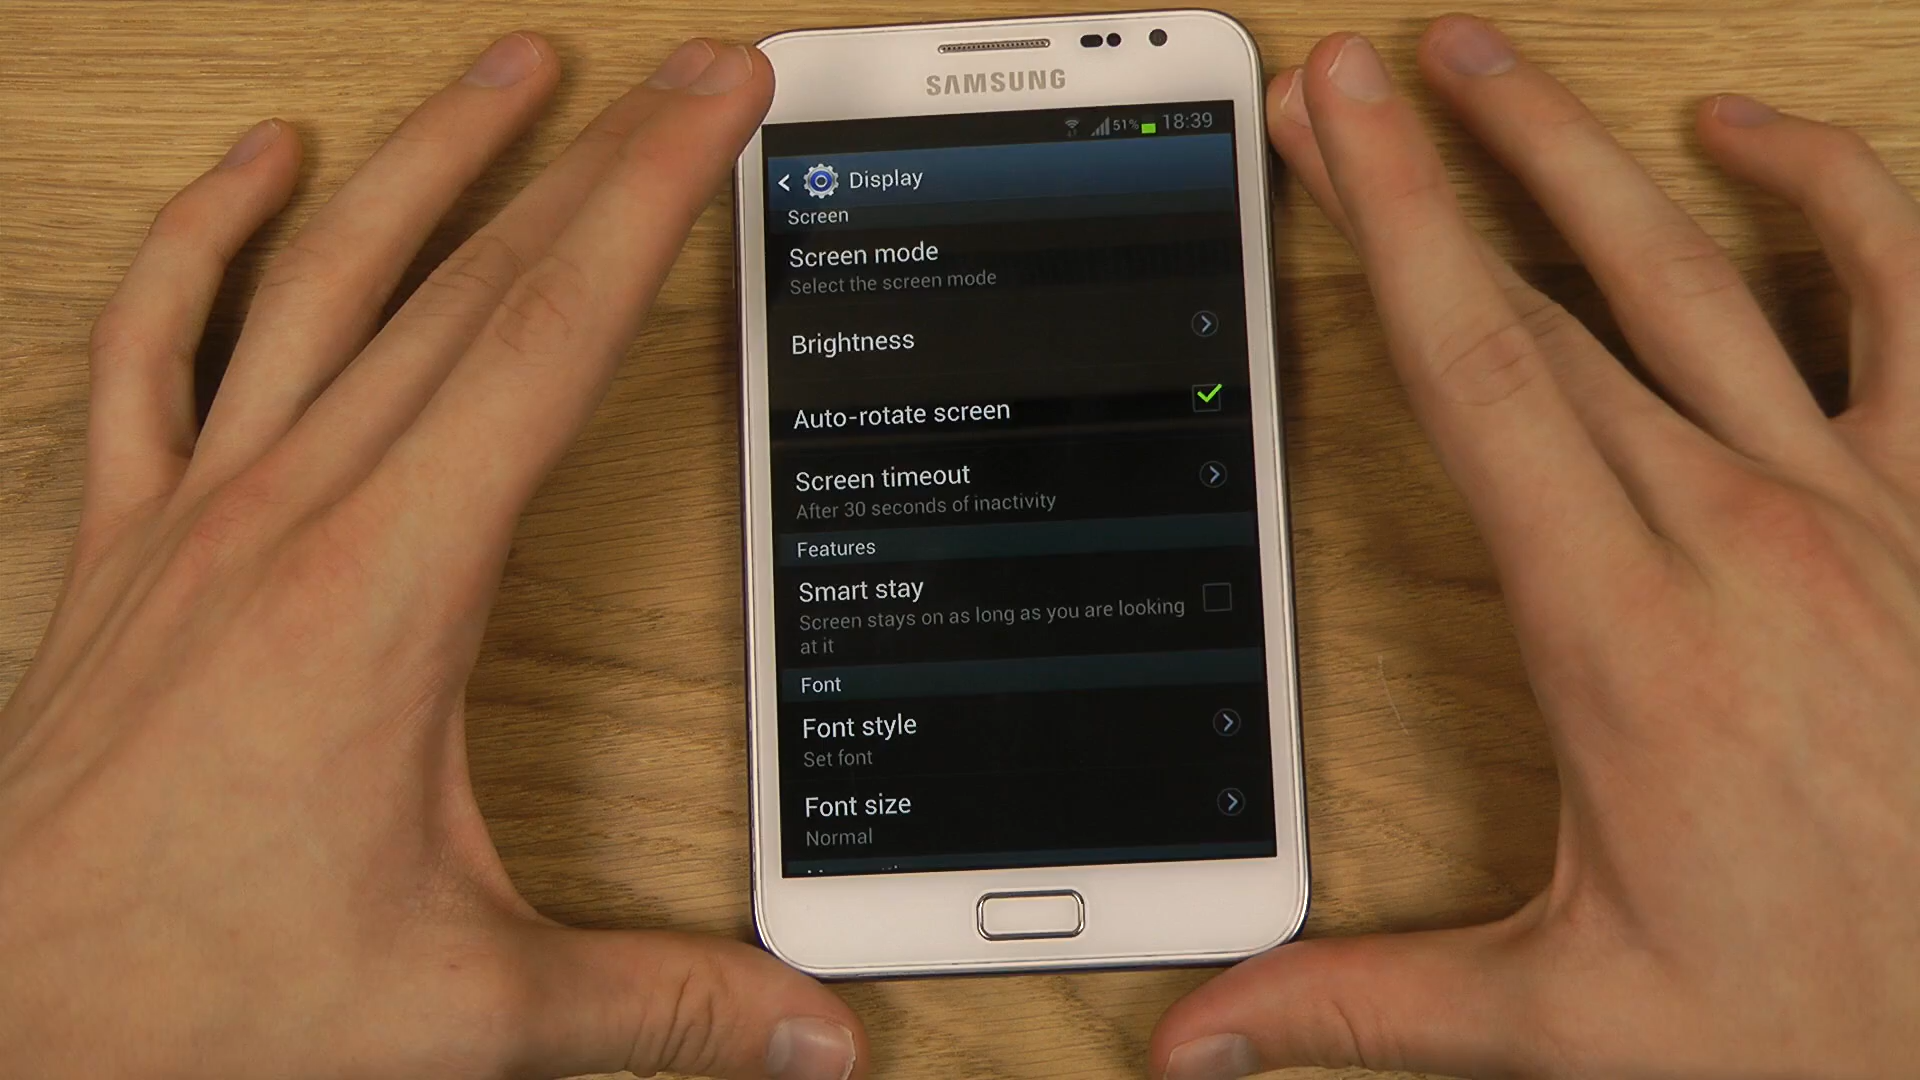 SAMSUNG
51% 18:39
Display
Screen
Screen mode
Select the screen mode
Brightness
Auto-rotate screen
Screen timeout
After 30 seconds of inactivity
Features
Smart stay
Screen stays on as long as you are looking
at it
Font
Font style
Set font
Font size
Normal